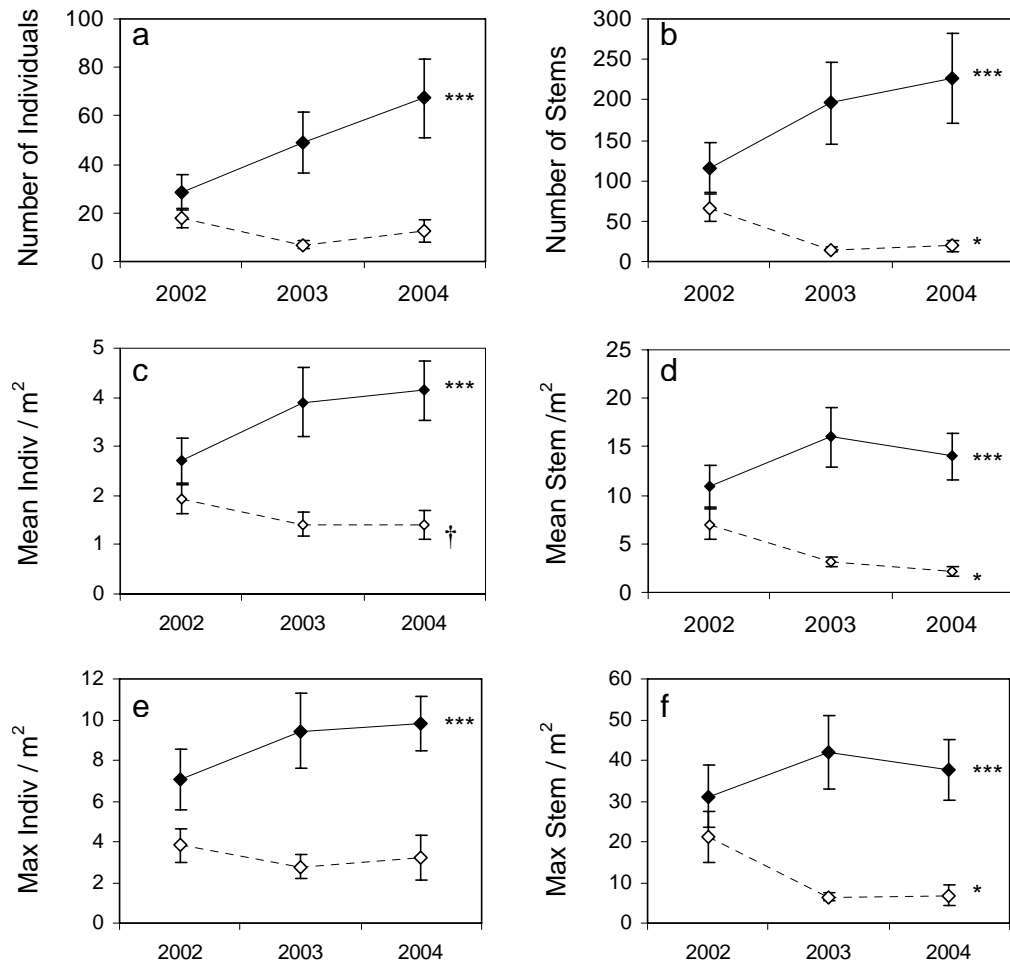 a
Number of Individuals
100
80
60
40
20
0
***
2002 2003 2004
b
Number of Stems
300
250
200
150
100
50
0
***
*
2002 2003 2004
c
Mean Indiv / m²
5
4
3
2
1
0
***
†
2002 2003 2004
d
Mean Stem /m²
25
20
15
10
5
0
***
*
2002 2003 2004
e
Max Indiv / m²
12
10
8
6
4
2
0
***
2002 2003 2004
f
Max Stem / m²
60
50
40
30
20
10
0
***
*
2002 2003 2004